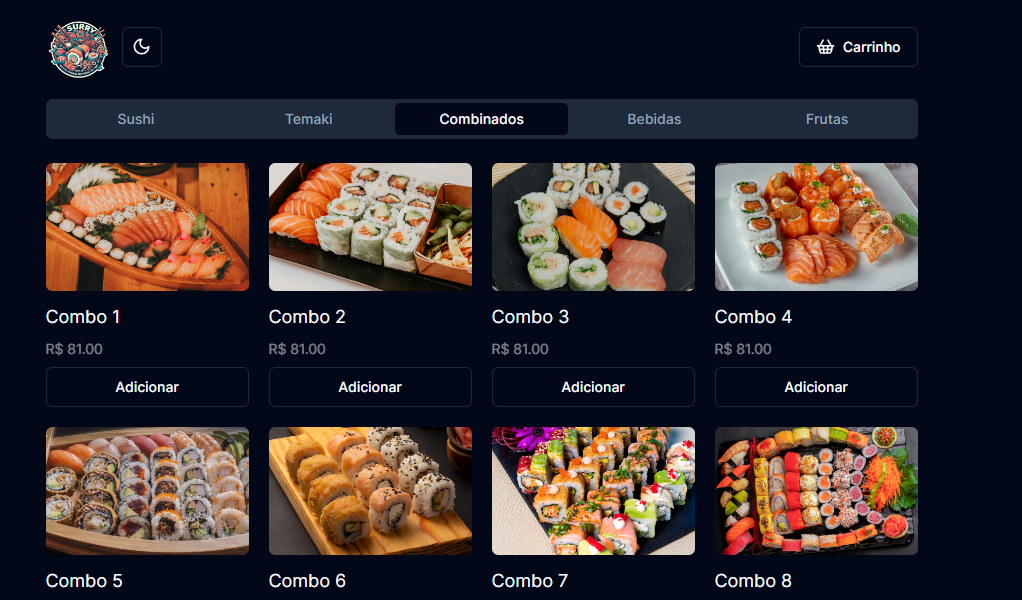 SURRY
Carrinho
Sushi Temaki Combinados Bebidas Frutas
Combo 1 Combo 2 Combo 3 Combo 4
R$ 81.00 R$ 81.00 R$ 81.00 R$ 81.00
Adicionar Adicionar Adicionar Adicionar
Combo 5 Combo 6 Combo 7 Combo 8